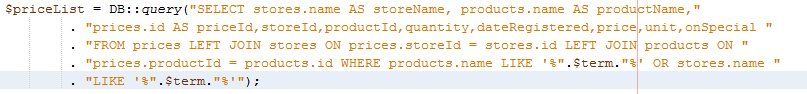 $priceList = DB::query("SELECT stores.name AS storeName, products.name AS productName,"
. "prices.id AS priceId,storeId,productId,quantity,dateRegistered,price,unit,onSpecial "
. "FROM prices LEFT JOIN stores ON prices.storeId = stores.id LEFT JOIN products ON "
. "prices.productId = products.id WHERE products.name LIKE '%".$term."%' OR stores.name "
. "LIKE '%".$term."%'");